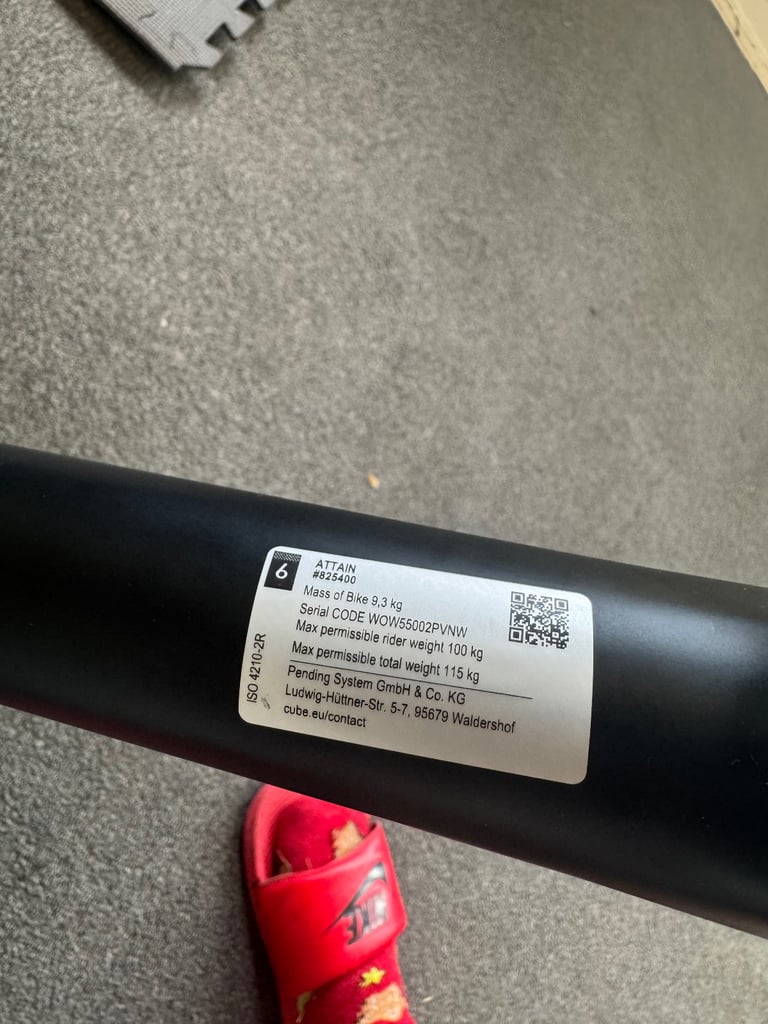 6
ATTAIN
#825400
Mass of Bike 9,3 kg
Serial CODE WOW55002PVNW
Max permissible rider weight 100 kg
Max permissible total weight 115 kg
Pending System GmbH & Co. KG
Ludwig-Hüttner-Str. 5-7, 95679 Waldershof
cube.eu/contact
ISO 4210-2R
NIKE